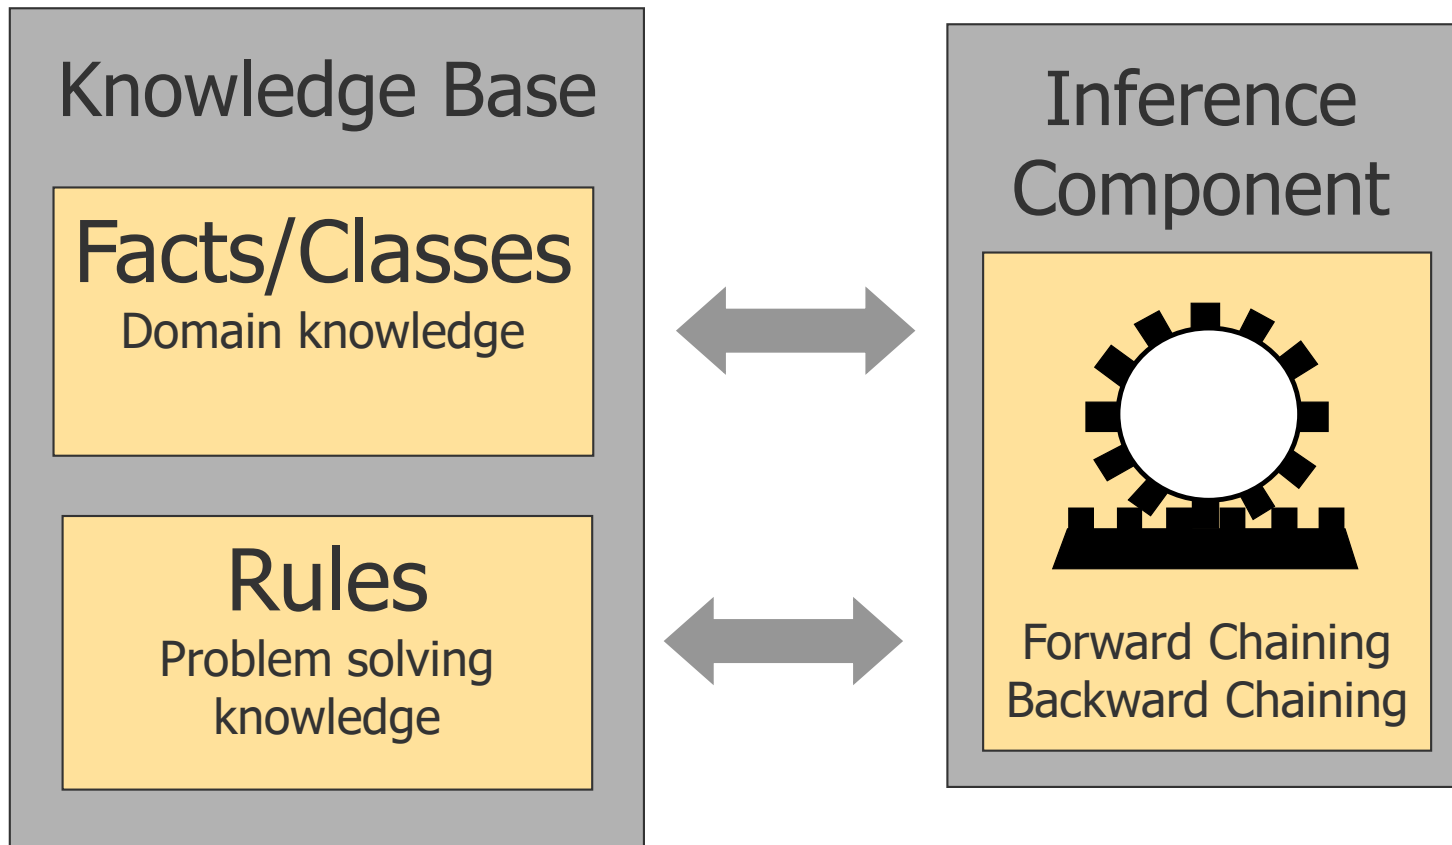 Knowledge Base
Facts/Classes
Domain knowledge
Rules
Problem solving
knowledge
Inference
Component
Forward Chaining
Backward Chaining